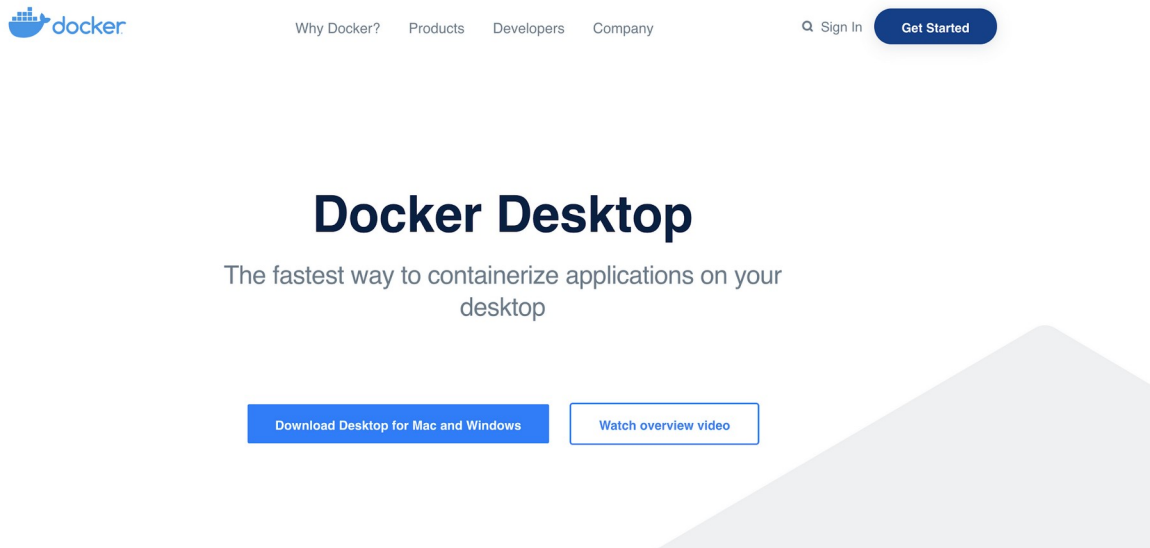 docker
Why Docker? Products Developers Company Sign In Get Started
Docker Desktop
The fastest way to containerize applications on your
desktop
Download Desktop for Mac and Windows Watch overview video